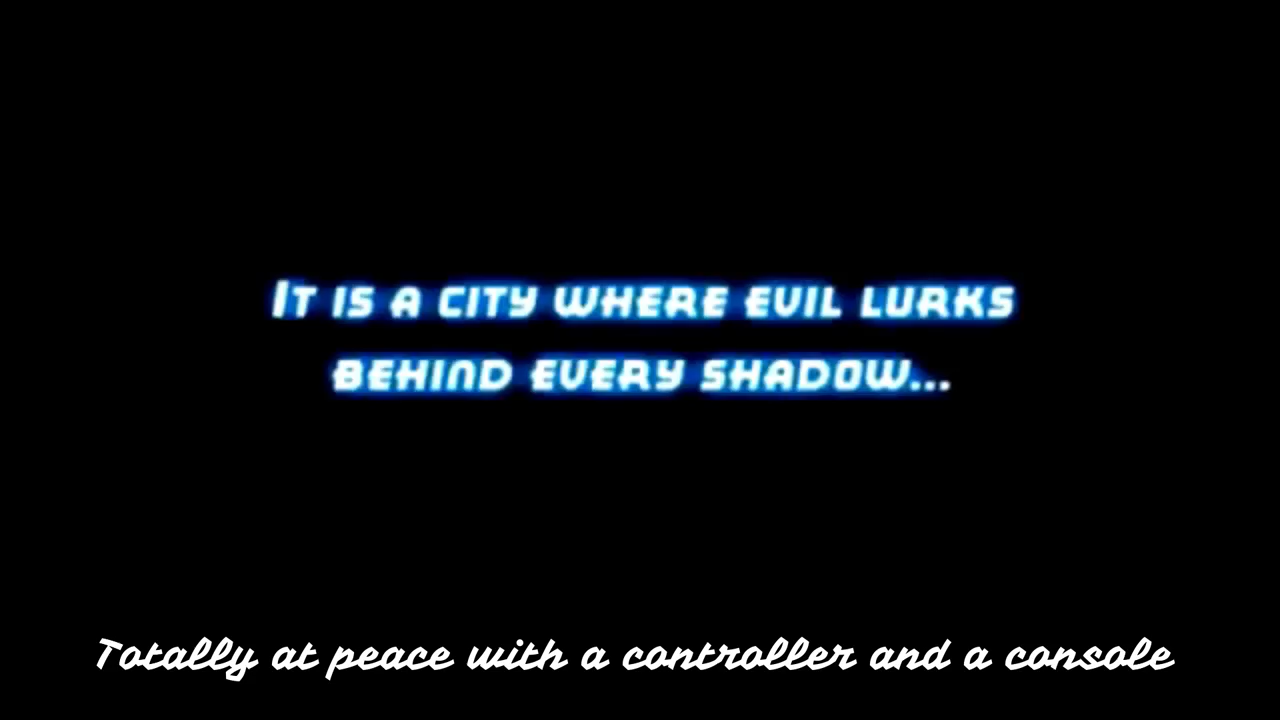 It is a city where evil lurks
behind every shadow...
Totally at peace with a controller and a console